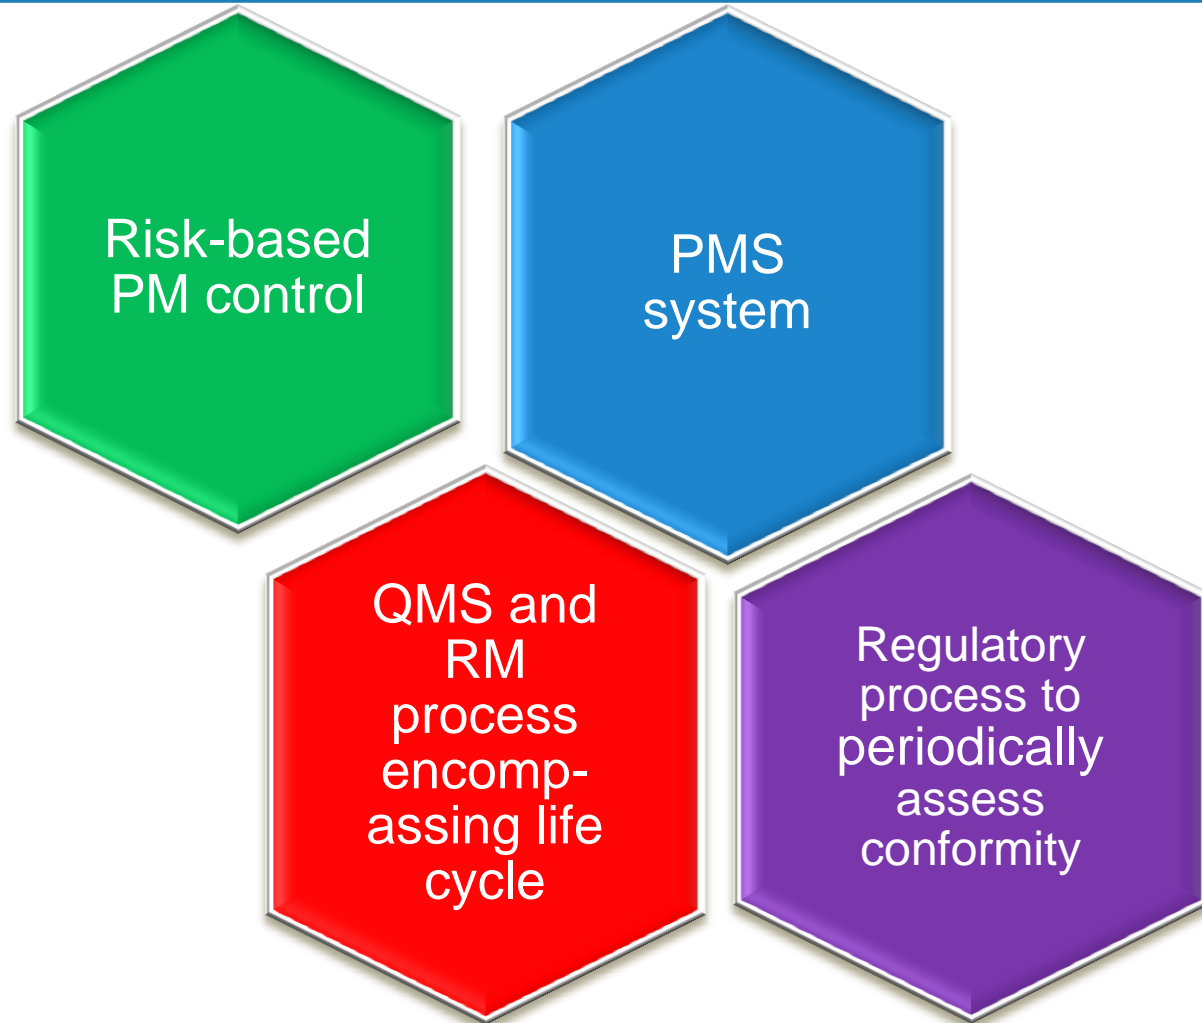 Risk-based
PM control
PMS
system
QMS and
RM
process
encomp-
assing life
cycle
Regulatory
process to
periodically
assess
conformity